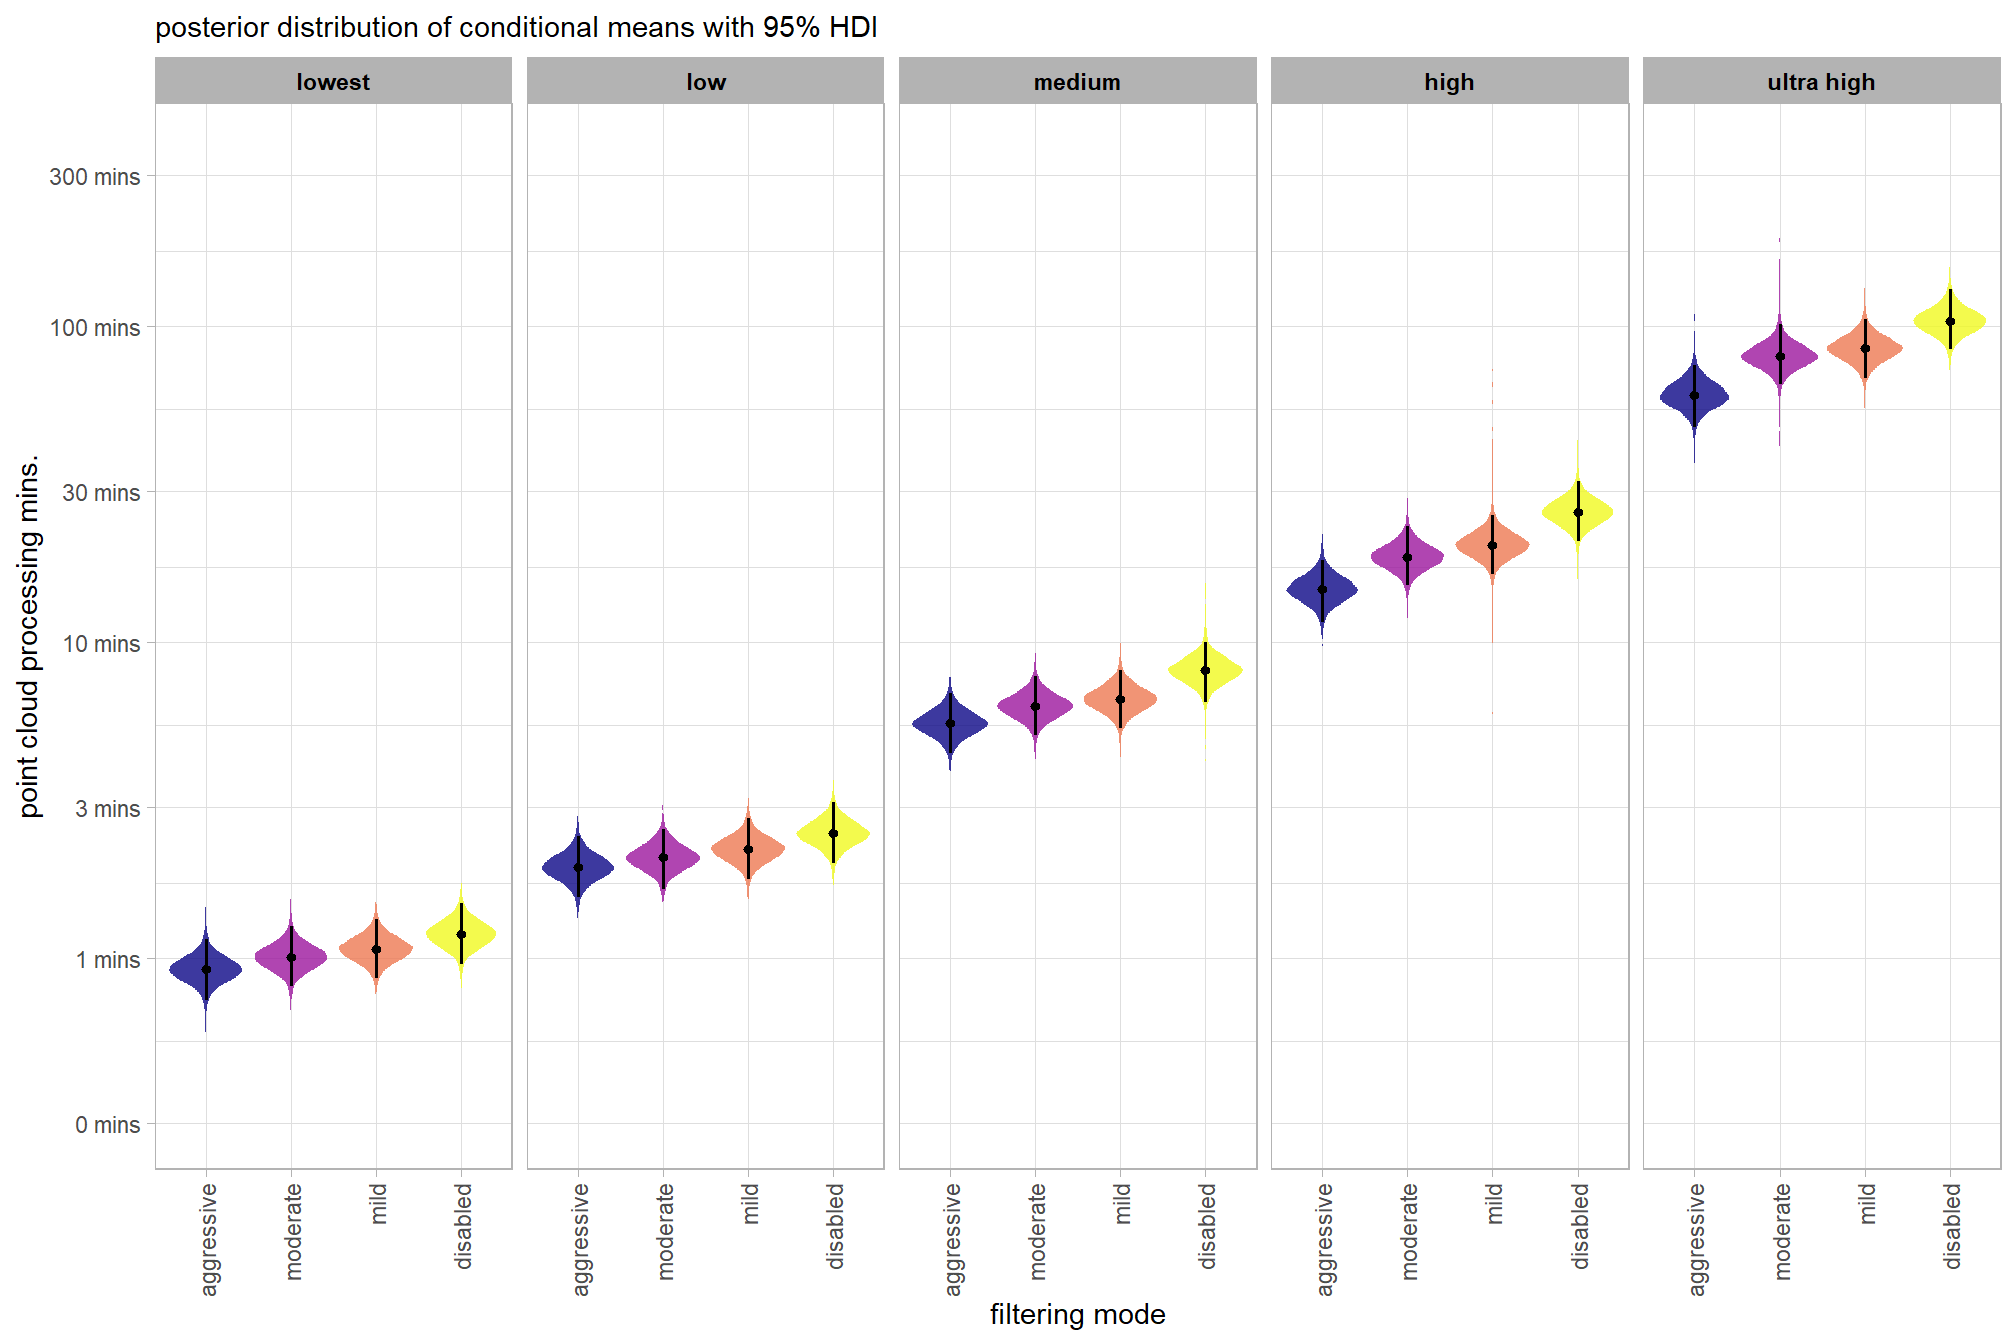 posterior distribution of conditional means with 95% HDI
lowest low medium high ultra high
300 mins
100 mins
30 mins
10 mins
3 mins
1 mins
0 mins
point cloud processing mins.
aggressive moderate mild disabled aggressive moderate mild disabled aggressive moderate mild disabled aggressive moderate mild disabled aggressive moderate mild disabled
filtering mode